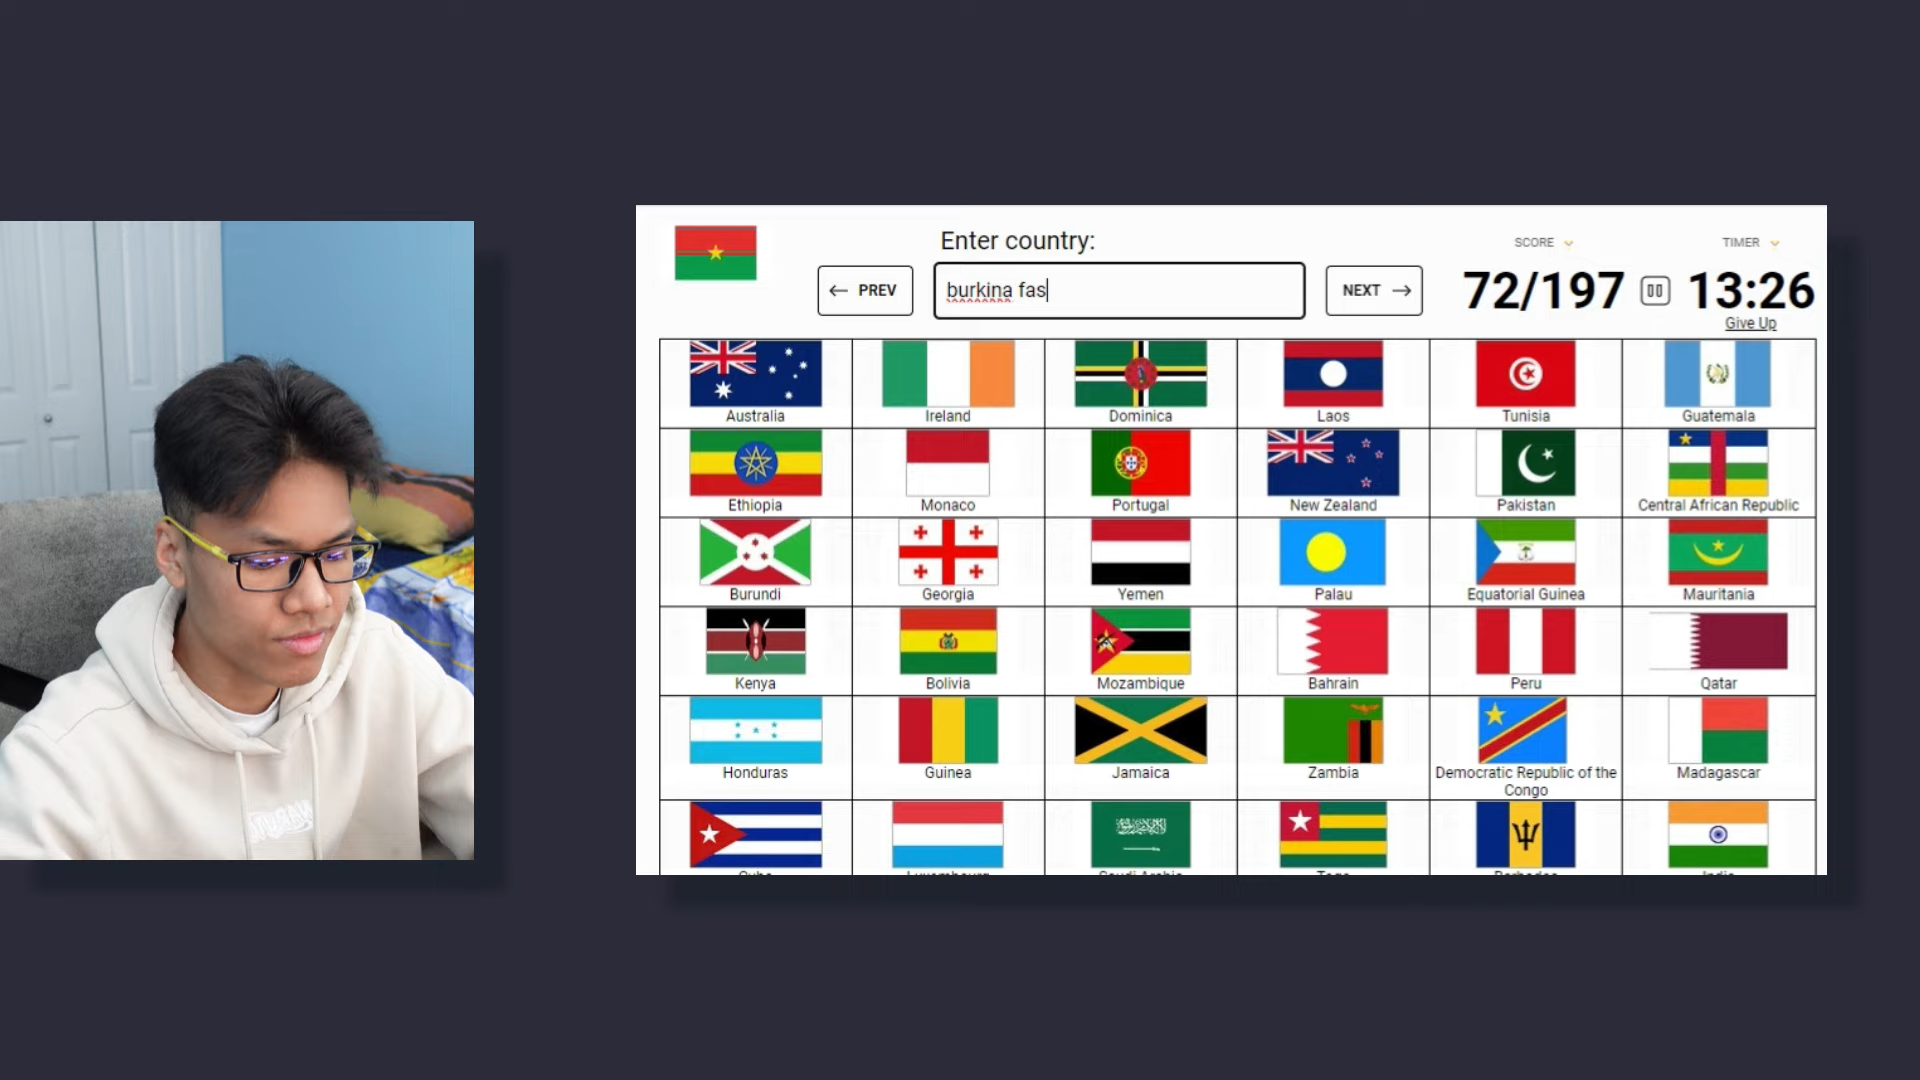 Enter country:
SCORE
TIMER
PREV
burkina fas
NEXT
72/197
13:26
Give Up
Australia
Ireland
Dominica
Laos
Tunisia
Guatemala
Ethiopia
Monaco
Portugal
New Zealand
Pakistan
Central African Republic
Burundi
Georgia
Yemen
Palau
Equatorial Guinea
Mauritania
Kenya
Bolivia
Mozambique
Bahrain
Peru
Qatar
Honduras
Guinea
Jamaica
Zambia
Democratic Republic of the
Congo
Madagascar